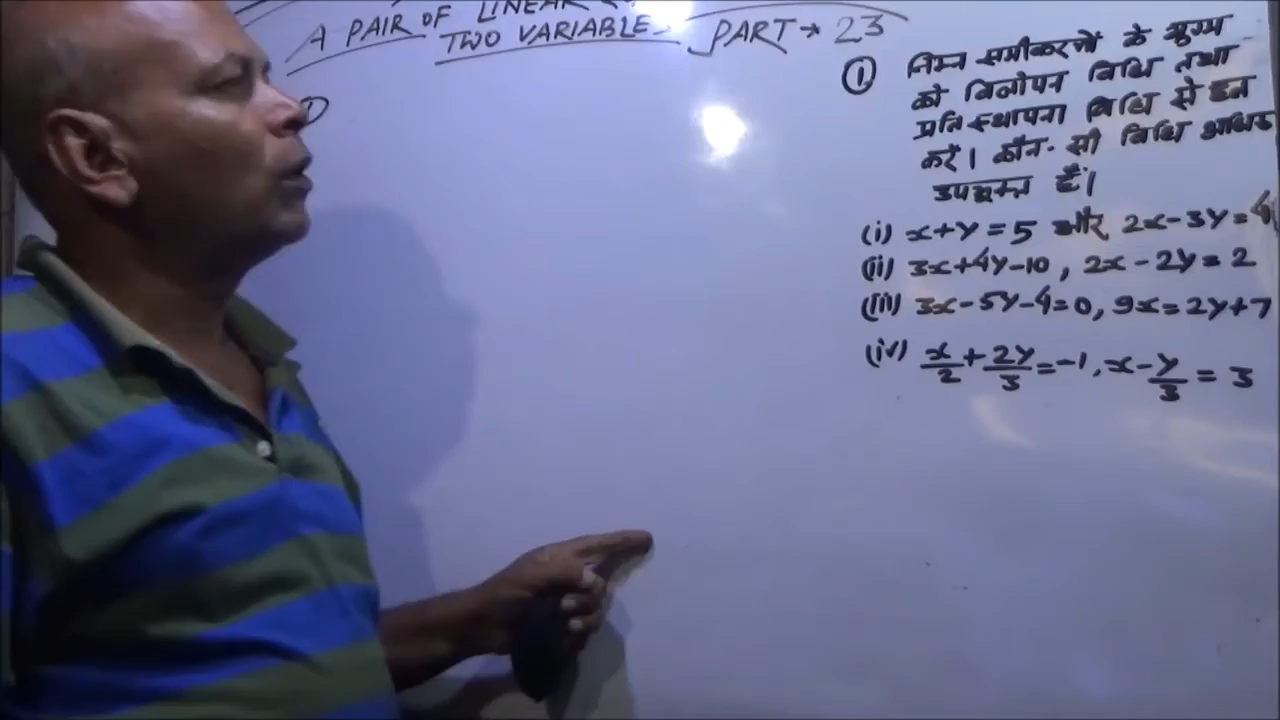 A PAIR OF LINEAR
TWO VARIABLE PART → 23
①
① निम्न समीकरणों के युग्म
को विलोपन विधि तथा
प्रतिस्थापना विधि से हल
करें। कौन-सी विधि अधिक
उपयुक्त है।
(i) x+y=5 और 2x-3y=4
(ii) 3x+4y-10, 2x-2y=2
(iii) 3x-5y-4=0, 9x=2y+7
(iv) x/2+2y/3=-1, x-y/3=3